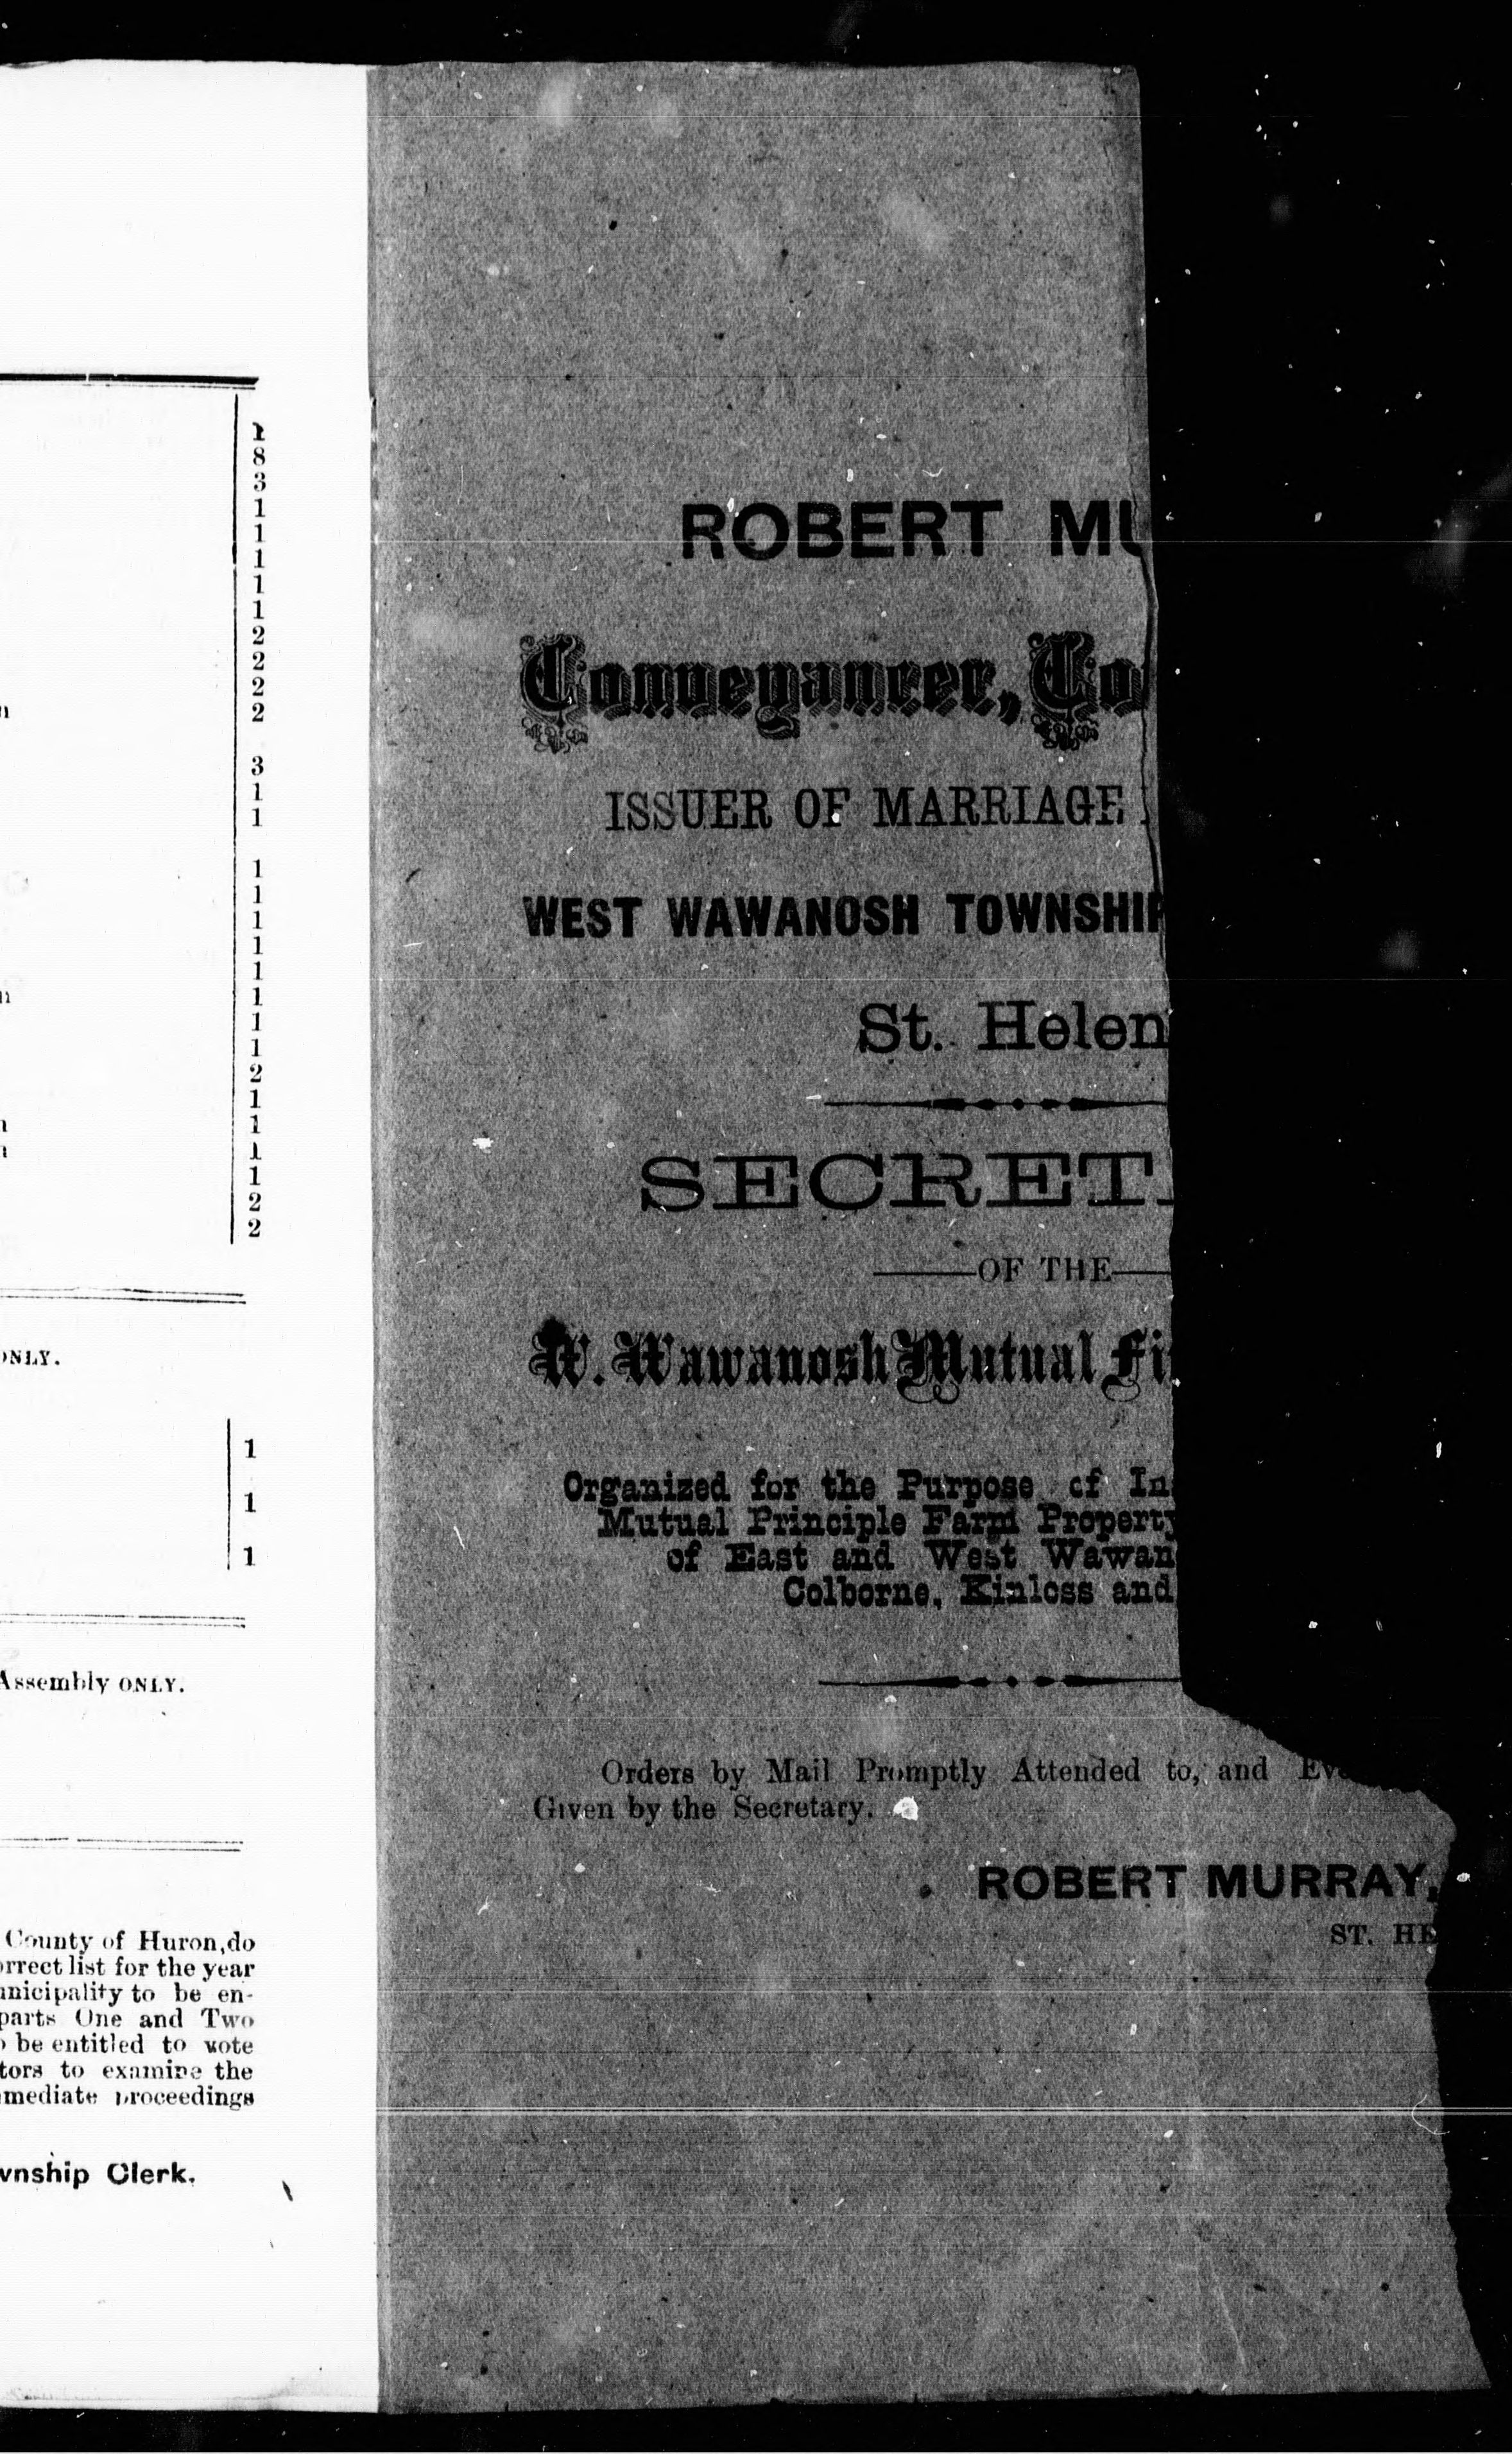 1
8
3
1
1
1
1
1
2
2
2
2
3
1
1
1
1
1
1
1
1
1
1
2
1
1
1
1
2
2
ONLY.
1
1
1
Assembly ONLY.
County of Huron, do
orrect list for the year
unicipality to be en-
parts One and Two
be entitled to vote
tors to examine the
mediate proceedings
wnship Clerk.
ROBERT MU
Conveyancer, Co
ISSUER OF MARRIAGE
WEST WAWANOSH TOWNSHIP
St. Helen
SECRET
—OF THE—
W. Wawanosh Mutual Fi
Organized for the Purpose of In
Mutual Principle Farm Property
of East and West Wawan
Colborne, Kinloss and
Orders by Mail Promptly Attended to, and Ev
Given by the Secretary.
ROBERT MURRAY,
ST. HE